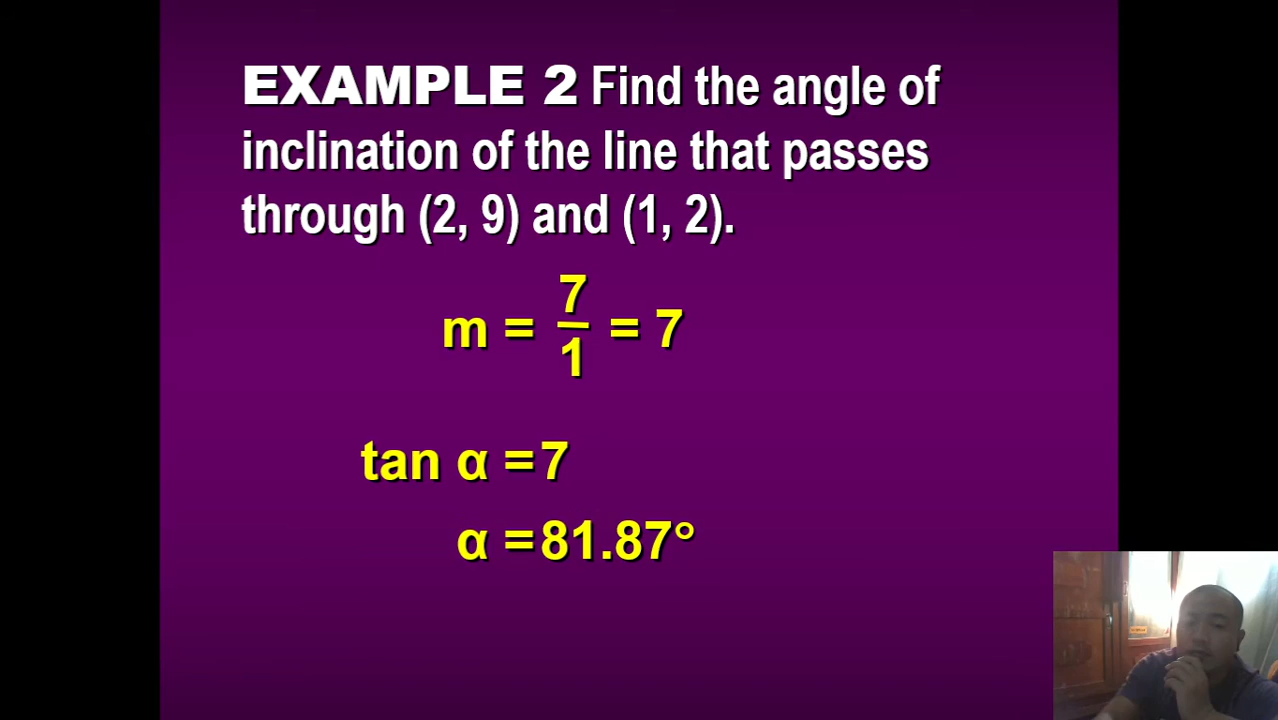 EXAMPLE 2 Find the angle of
inclination of the line that passes
through (2, 9) and (1, 2).
m = 7/1 = 7
tan α = 7
α = 81.87°